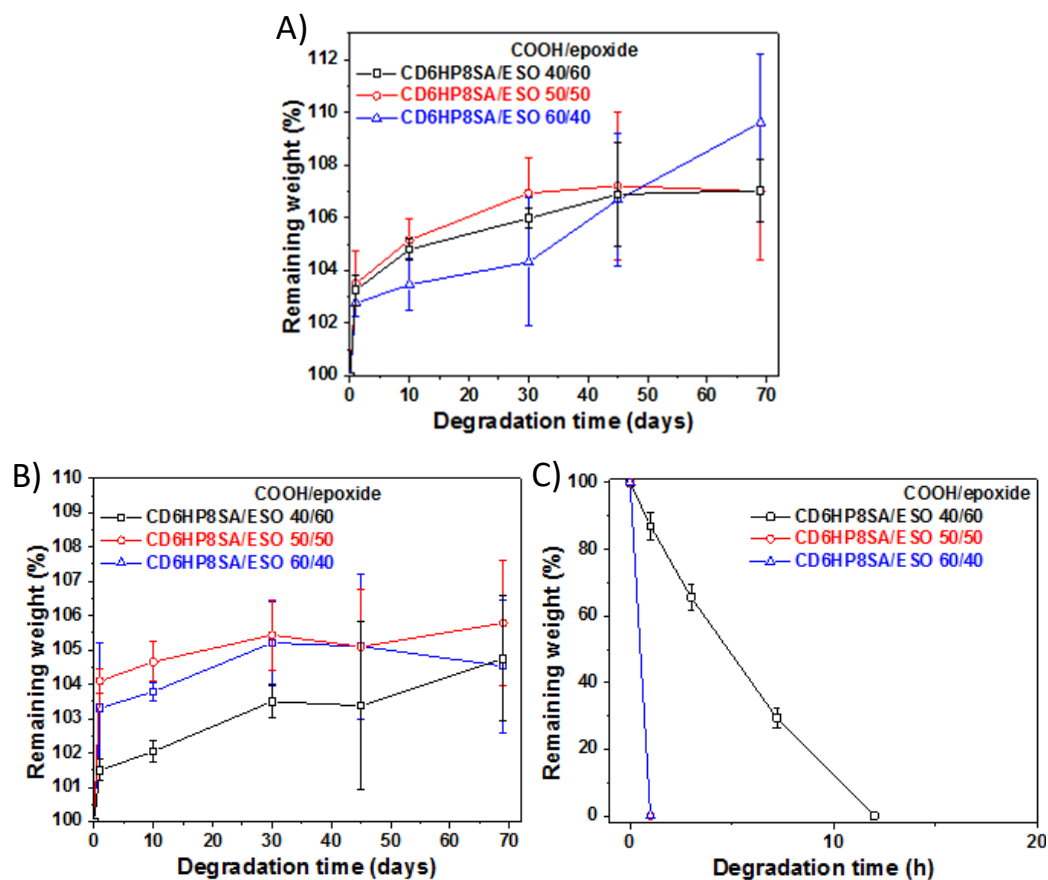 A)
COOH/epoxide
CD6HP8SA/ESO 40/60
CD6HP8SA/ESO 50/50
CD6HP8SA/ESO 60/40
Remaining weight (%)
112
110
108
106
104
102
100
0 10 20 30 40 50 60 70
Degradation time (days)
B)
COOH/epoxide
CD6HP8SA/ESO 40/60
CD6HP8SA/ESO 50/50
CD6HP8SA/ESO 60/40
Remaining weight (%)
110
109
108
107
106
105
104
103
102
101
100
0 10 20 30 40 50 60 70
Degradation time (days)
C)
COOH/epoxide
CD6HP8SA/ESO 40/60
CD6HP8SA/ESO 50/50
CD6HP8SA/ESO 60/40
Remaining weight (%)
100
80
60
40
20
0
0 10 20
Degradation time (h)